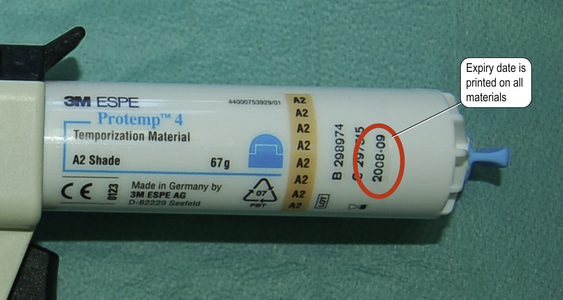 3M ESPE
44000753929/01
Protemp™ 4
Temporization Material
A2 Shade
67g
CE
0123
Made in Germany by
3M ESPE AG
D-82229 Seefeld
07
PBT
A2
A2
A2
A2
A2
A2
A2
A2
LOT
B 298974
2008-09
Expiry date is
printed on all
materials